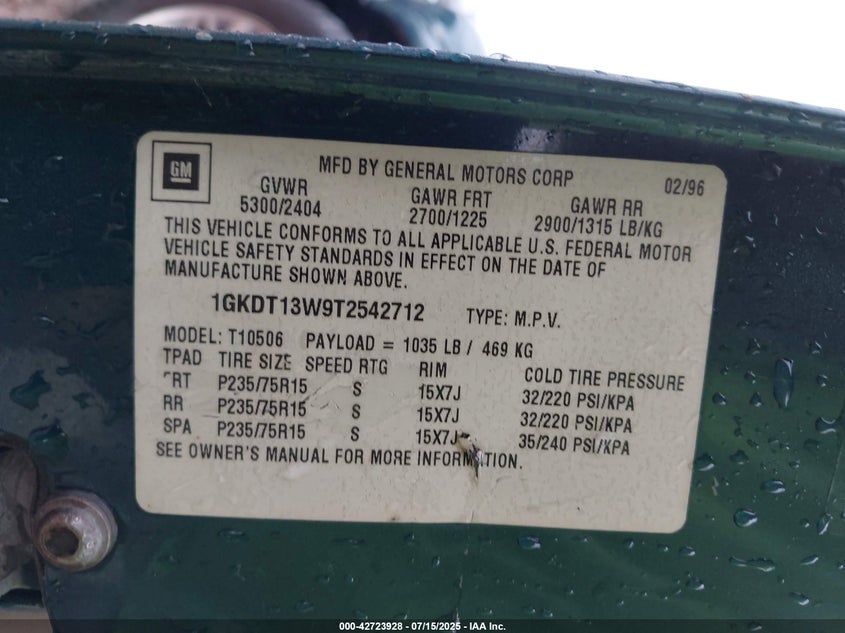 GM
MFD BY GENERAL MOTORS CORP 02/96
GVWR GAWR FRT GAWR RR
5300/2404 2700/1225 2900/1315 LB/KG
THIS VEHICLE CONFORMS TO ALL APPLICABLE U.S. FEDERAL MOTOR
VEHICLE SAFETY STANDARDS IN EFFECT ON THE DATE OF
MANUFACTURE SHOWN ABOVE.
1GKDT13W9T2542712 TYPE: M.P.V.
MODEL: T10506 PAYLOAD = 1035 LB / 469 KG
TPAD TIRE SIZE SPEED RTG RIM COLD TIRE PRESSURE
FRT P235/75R15 S 15X7J 32/220 PSI/KPA
RR P235/75R15 S 15X7J 32/220 PSI/KPA
SPA P235/75R15 S 15X7J 35/240 PSI/KPA
SEE OWNER'S MANUAL FOR MORE INFORMATION.
000-42723928 - 07/15/2025 - IAA Inc.